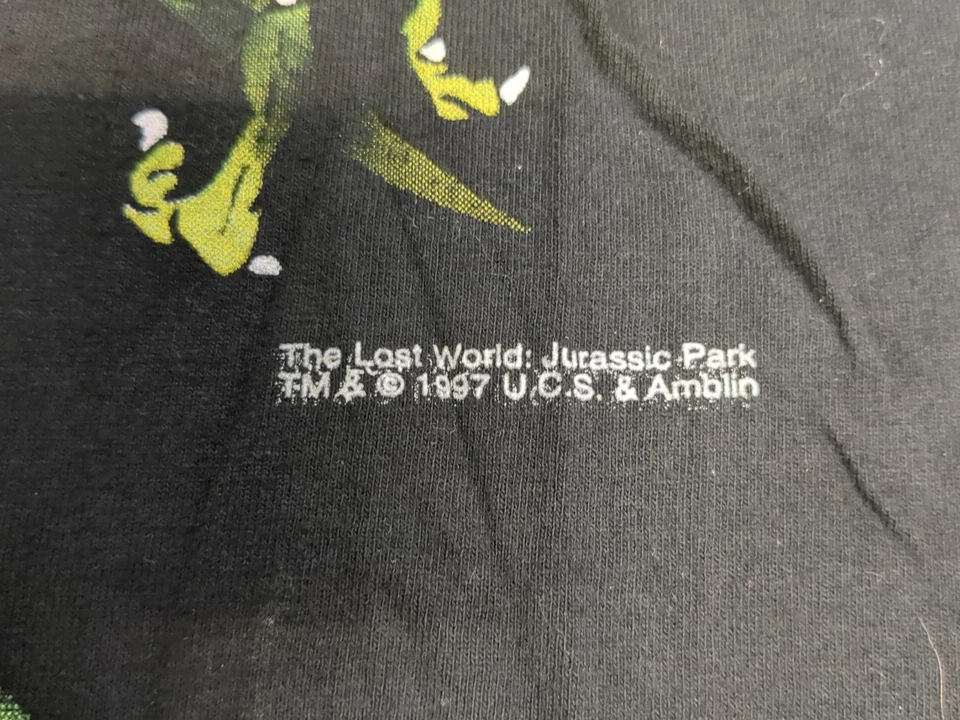 The Lost World: Jurassic Park
TM & © 1997 U.C.S. & Amblin